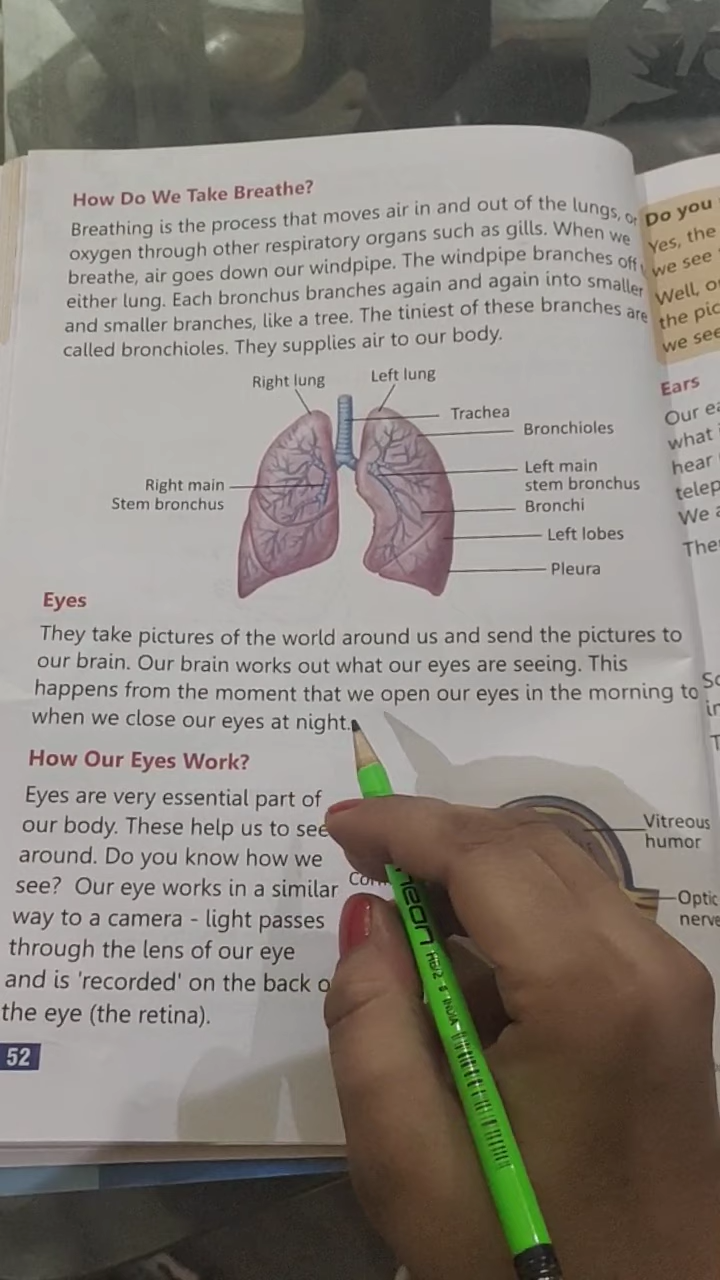 How Do We Take Breathe?
Breathing is the process that moves air in and out of the lungs, or
oxygen through other respiratory organs such as gills. When we
breathe, air goes down our windpipe. The windpipe branches off
either lung. Each bronchus branches again and again into smaller
and smaller branches, like a tree. The tiniest of these branches are
called bronchioles. They supplies air to our body.
Right lung
Left lung
Trachea
Bronchioles
Right main
Stem bronchus
Left main
stem bronchus
Bronchi
Left lobes
Pleura
Eyes
They take pictures of the world around us and send the pictures to
our brain. Our brain works out what our eyes are seeing. This
happens from the moment that we open our eyes in the morning to
when we close our eyes at night.
How Our Eyes Work?
Eyes are very essential part of
our body. These help us to see
around. Do you know how we
see? Our eye works in a similar
way to a camera - light passes
through the lens of our eye
and is 'recorded' on the back
the eye (the retina).
Vitreous
humor
Optic
nerve
52
neon
HB/2
INDIA
Do you
Yes, the
we see
Well,
the
we see
Ears
Our
what
hear
We